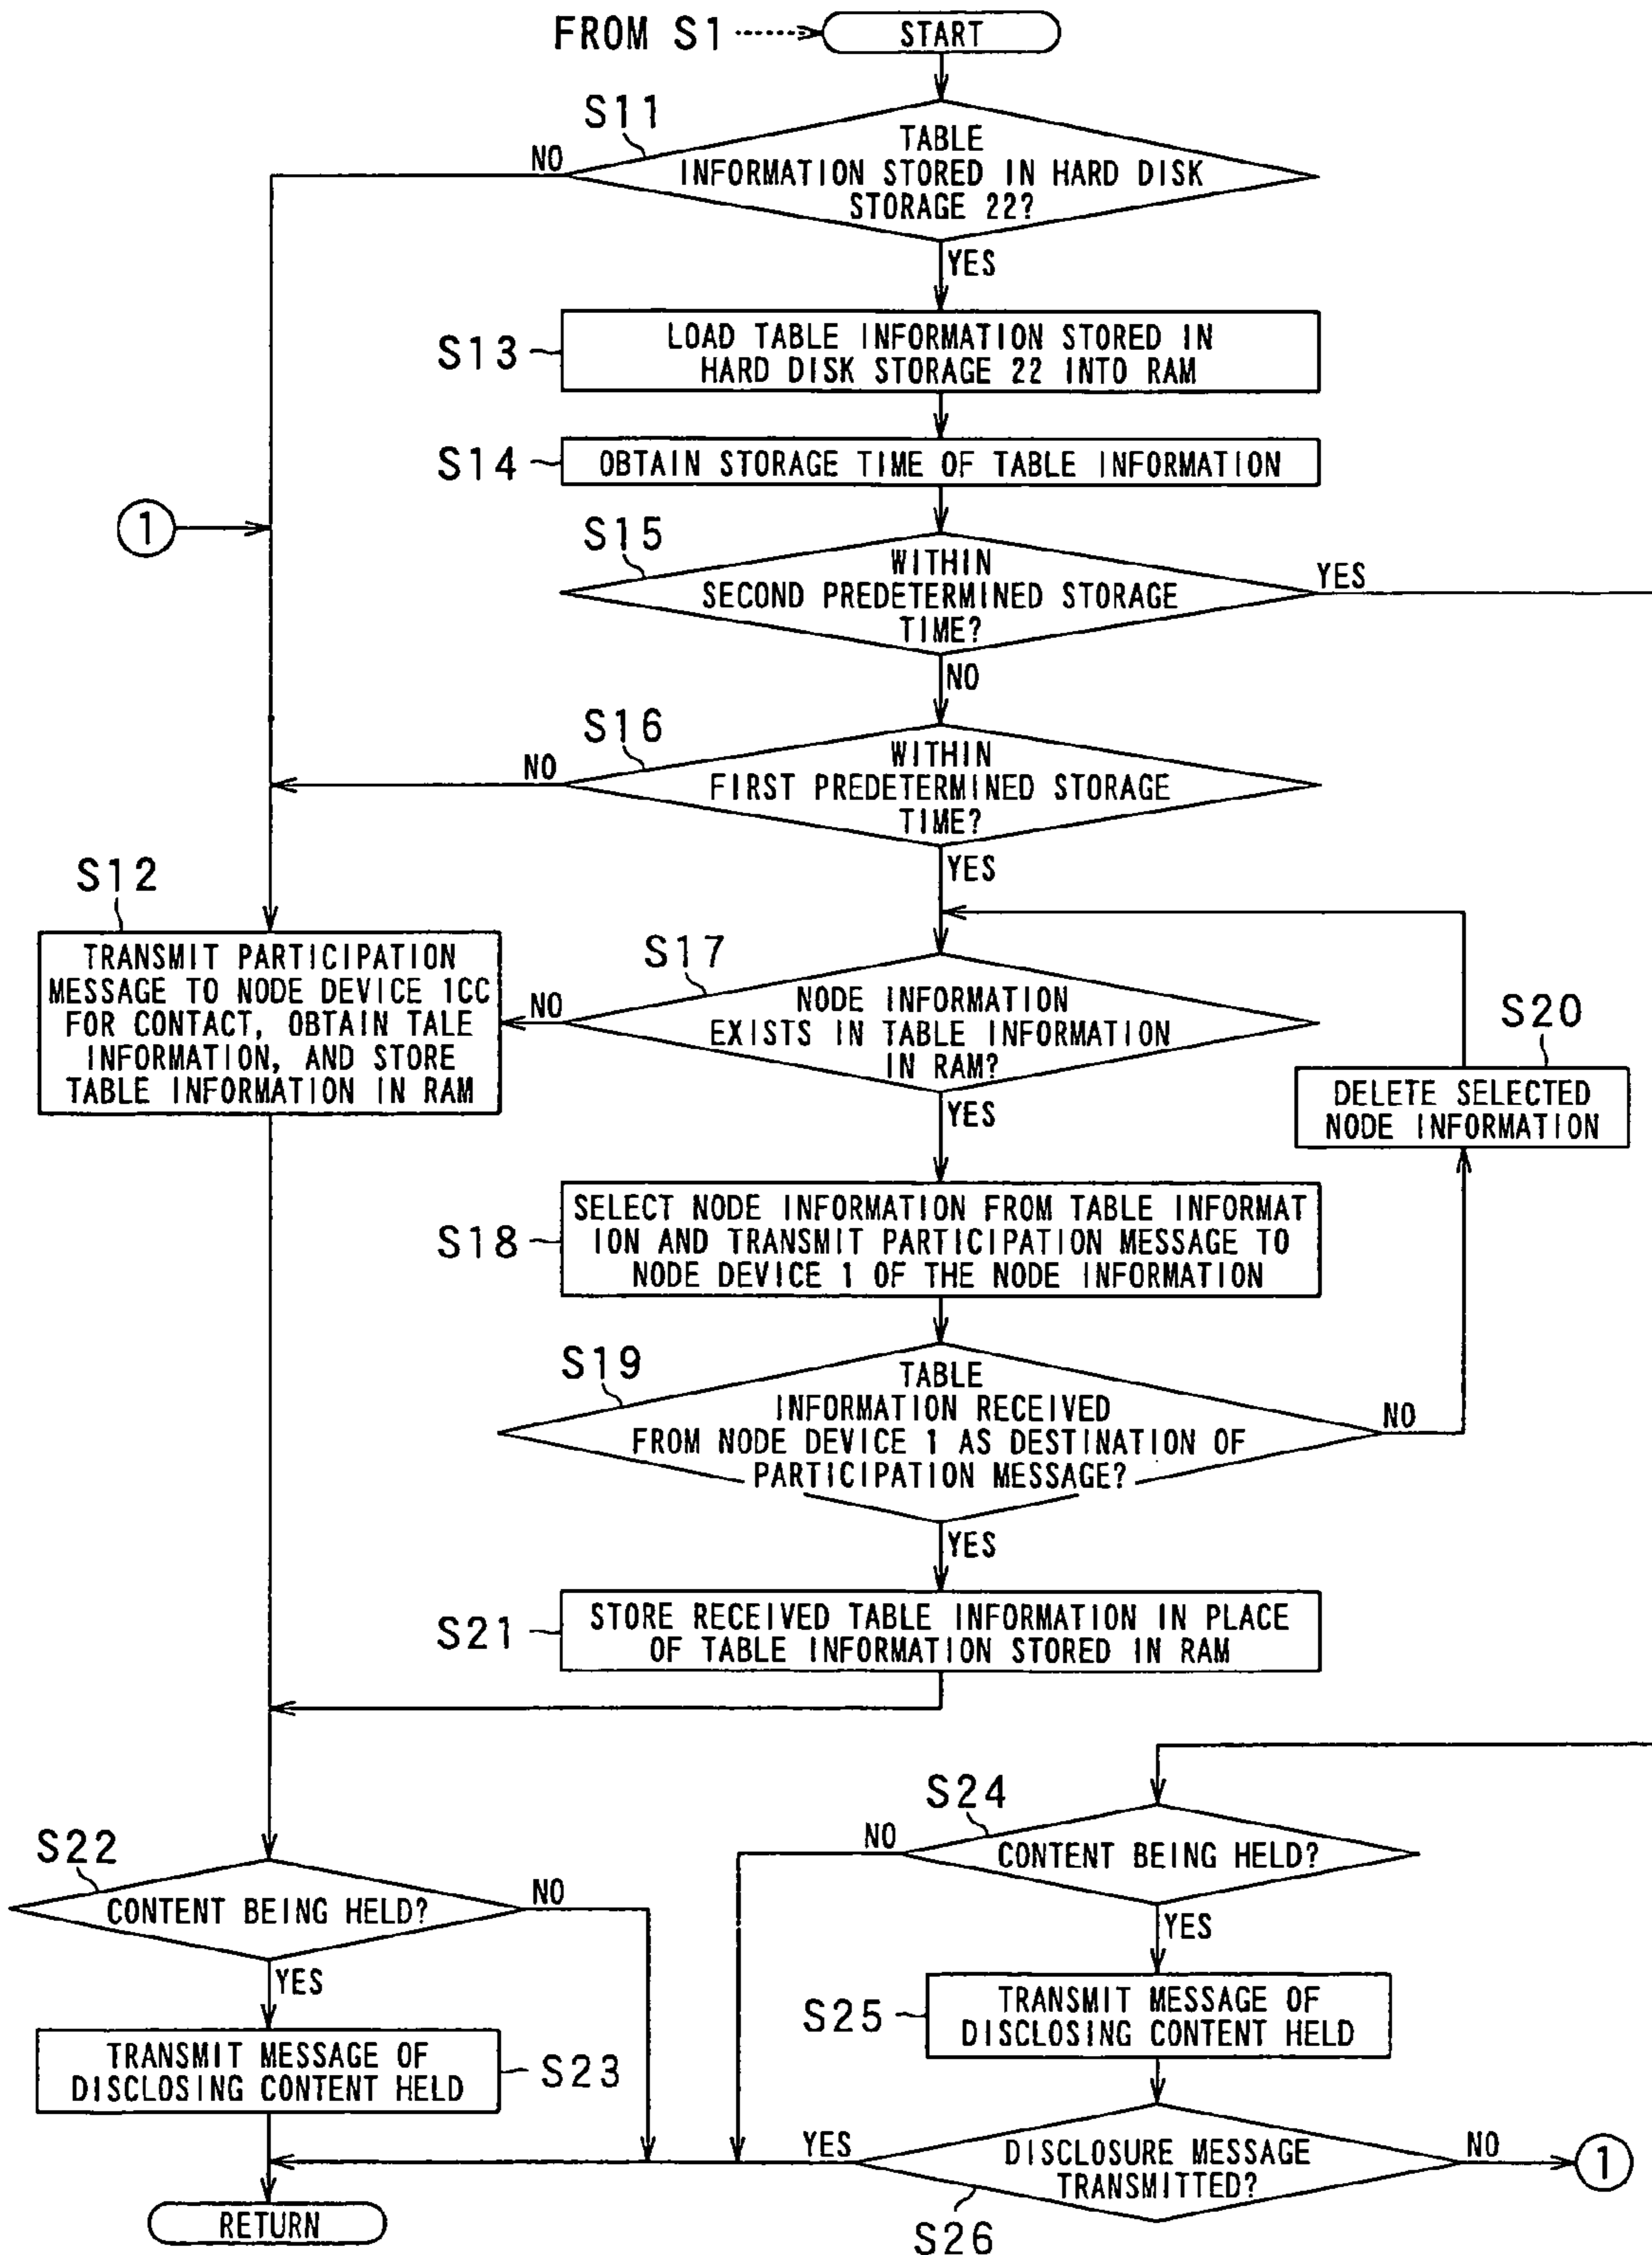 FROM S1
START
S11
TABLE
INFORMATION STORED IN HARD DISK
STORAGE 22?
NO
YES
S13
LOAD TABLE INFORMATION STORED IN
HARD DISK STORAGE 22 INTO RAM
S14
OBTAIN STORAGE TIME OF TABLE INFORMATION
1
S15
WITHIN
SECOND PREDETERMINED STORAGE
TIME?
YES
NO
S16
WITHIN
FIRST PREDETERMINED STORAGE
TIME?
NO
YES
S12
TRANSMIT PARTICIPATION
MESSAGE TO NODE DEVICE 1CC
FOR CONTACT, OBTAIN TALE
INFORMATION, AND STORE
TABLE INFORMATION IN RAM
S17
NODE INFORMATION
EXISTS IN TABLE INFORMATION
IN RAM?
NO
YES
S20
DELETE SELECTED
NODE INFORMATION
S18
SELECT NODE INFORMATION FROM TABLE INFORMAT
ION AND TRANSMIT PARTICIPATION MESSAGE TO
NODE DEVICE 1 OF THE NODE INFORMATION
S19
TABLE
INFORMATION RECEIVED
FROM NODE DEVICE 1 AS DESTINATION OF
PARTICIPATION MESSAGE?
NO
YES
S21
STORE RECEIVED TABLE INFORMATION IN PLACE
OF TABLE INFORMATION STORED IN RAM
S22
CONTENT BEING HELD?
NO
YES
S23
TRANSMIT MESSAGE OF
DISCLOSING CONTENT HELD
S24
CONTENT BEING HELD?
NO
YES
S25
TRANSMIT MESSAGE OF
DISCLOSING CONTENT HELD
S26
DISCLOSURE MESSAGE
TRANSMITTED?
YES
NO
1
RETURN